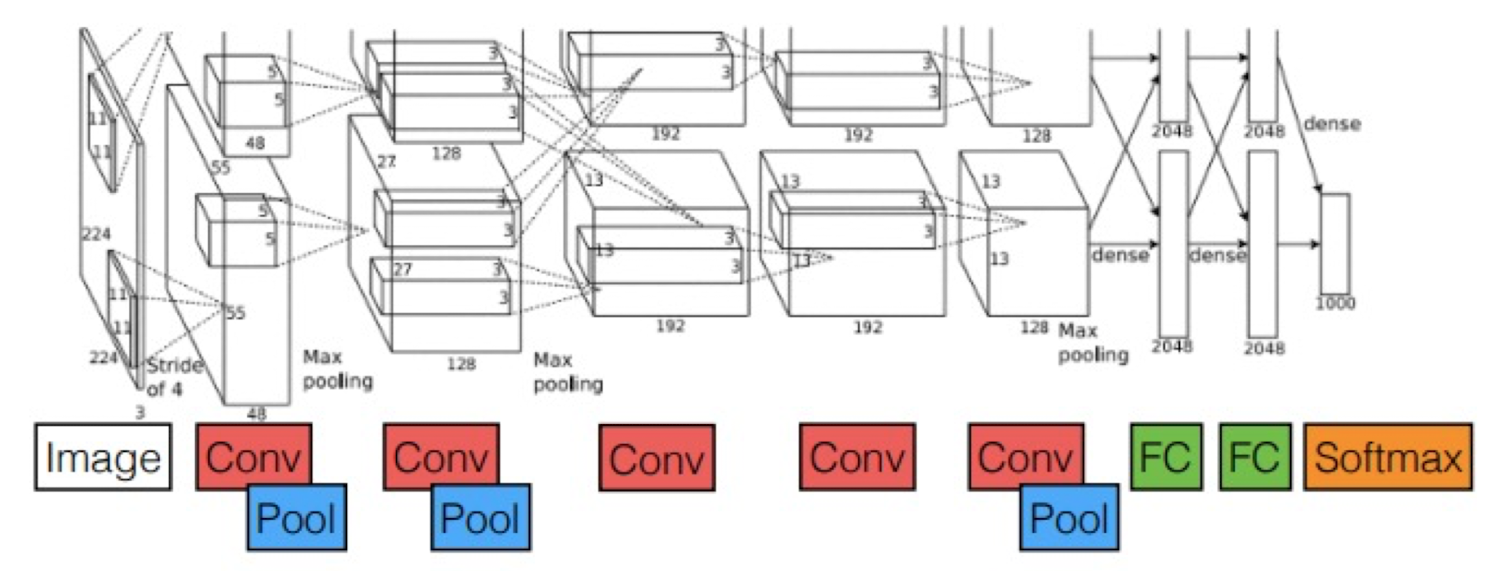 11
11
224
11
11
224
Stride
of 4
3
5
5
48
55
5
5
55
48
Max
pooling
3
3
3
128
27
3
3
27
3
3
128
Max
pooling
3
3
192
13
3
3
13
192
3
3
192
13
3
3
13
192
128
13
13
128
Max
pooling
2048
2048
dense
dense
dense
2048
2048
1000
Image
Conv
Conv
Conv
Conv
Conv
FC
FC
Softmax
Pool
Pool
Pool